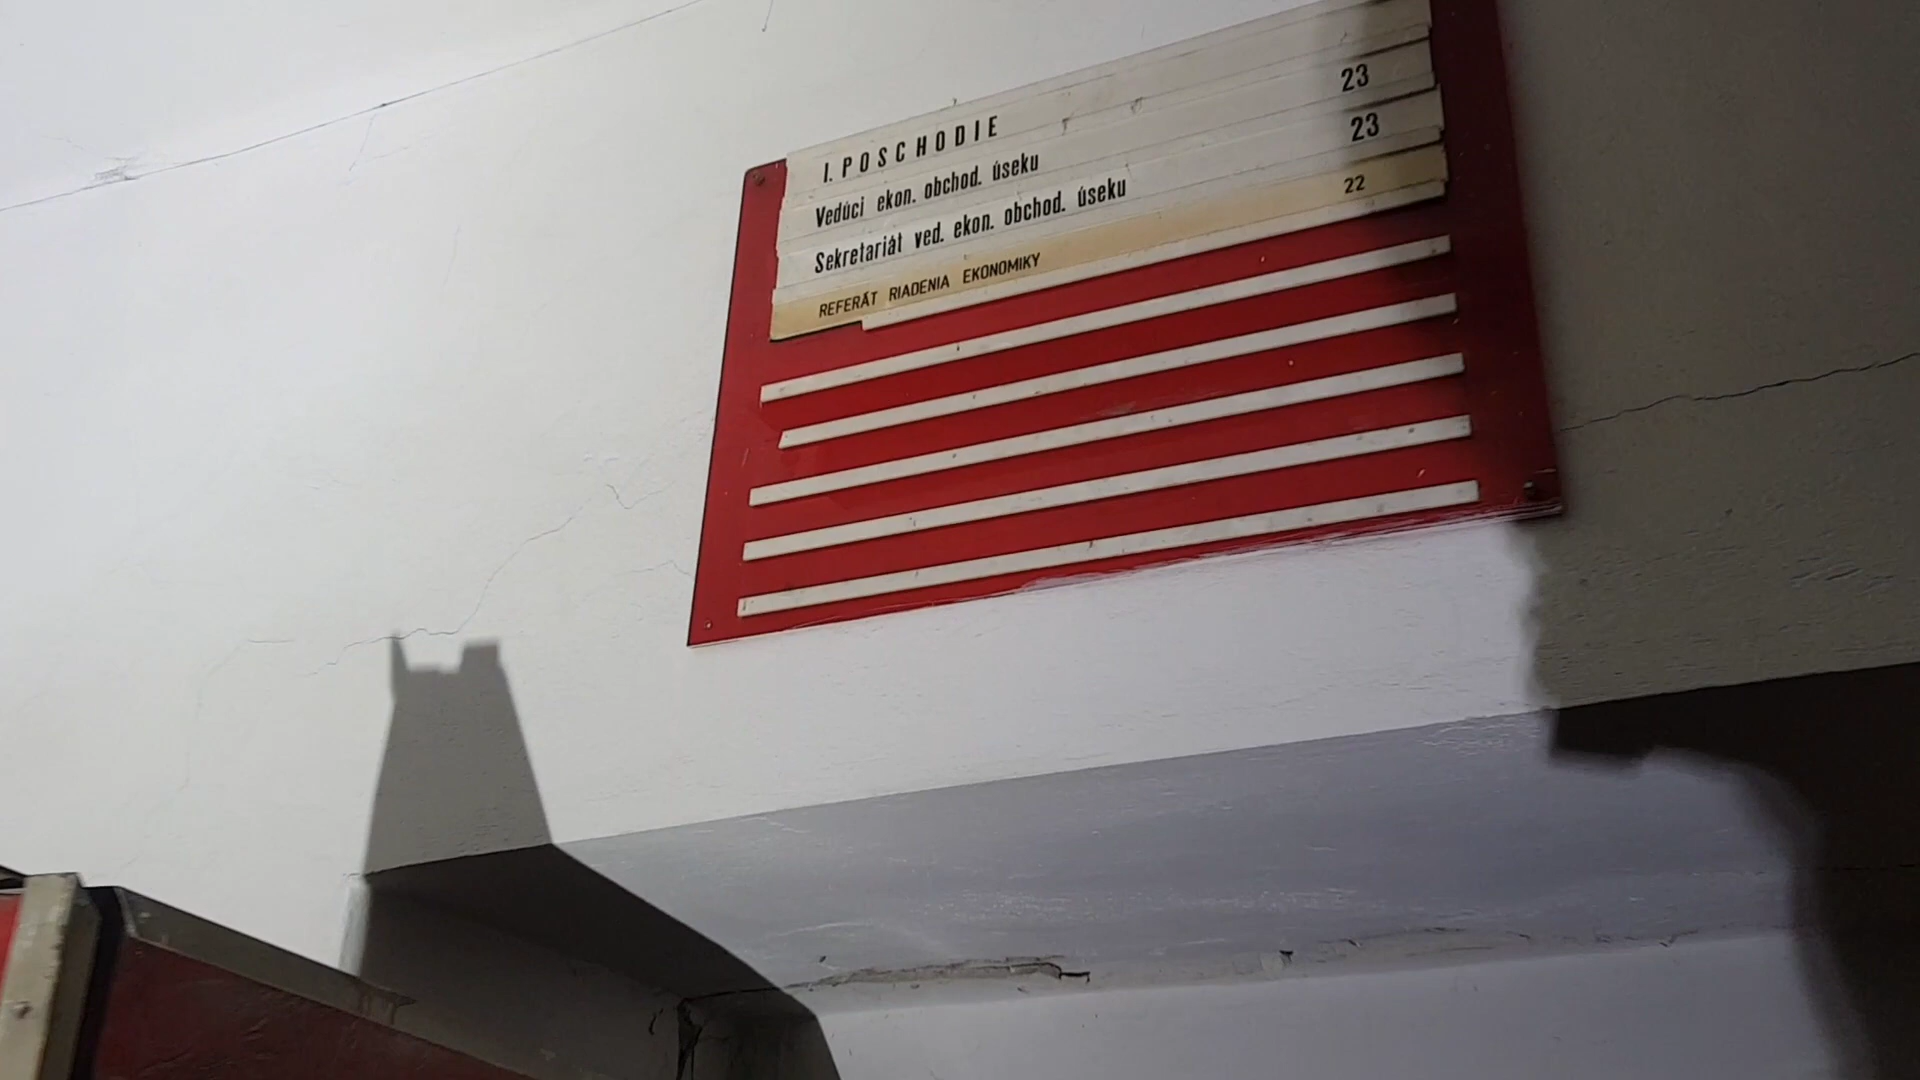 I. POSCHODIE
Vedúci ekon. obchod. úseku 23
Sekretariát ved. ekon. obchod. úseku 23
REFERÁT RIADENIA EKONOMIKY 22